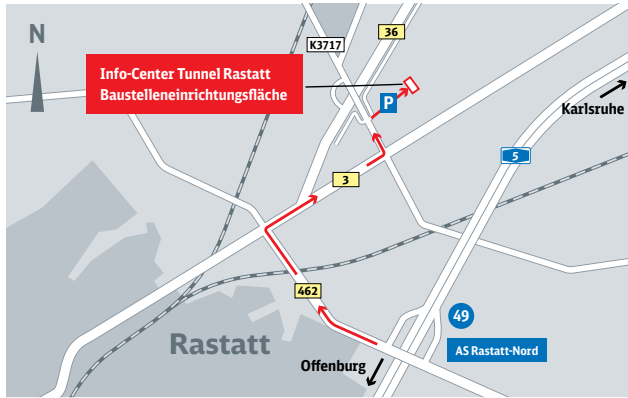 N
36
K3717
Info-Center Tunnel Rastatt
Baustelleneinrichtungsfläche
P
Karlsruhe
5
3
462
49
Rastatt
AS Rastatt-Nord
Offenburg